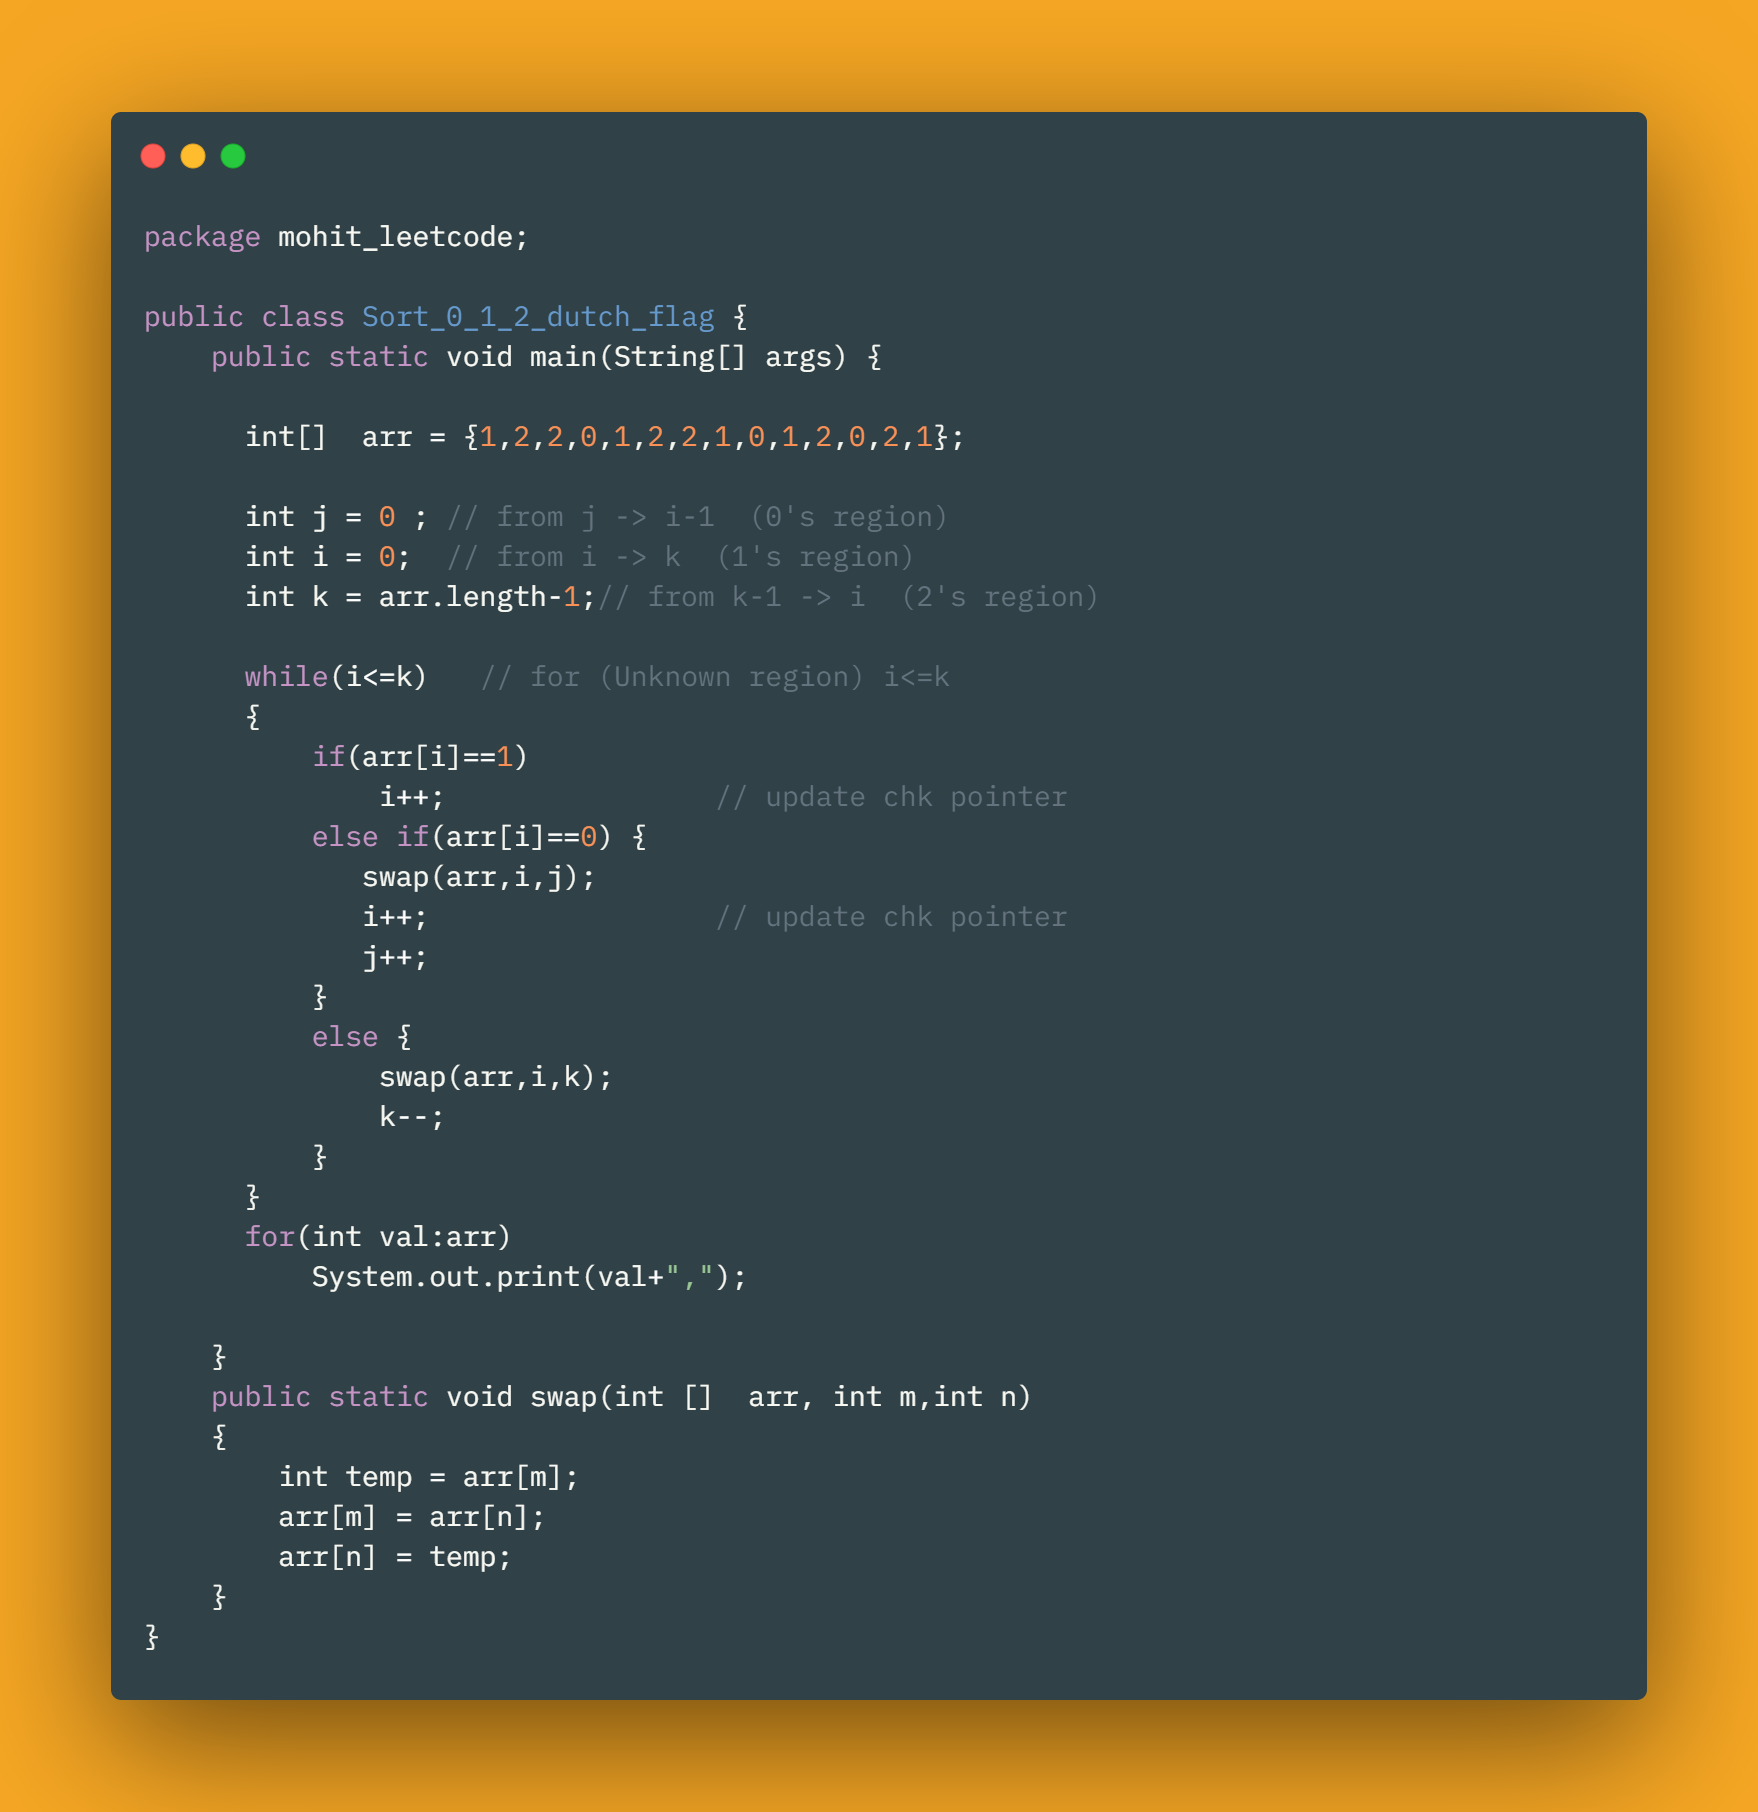 package mohit_leetcode;
public class Sort_0_1_2_dutch_flag {
    public static void main(String[] args) {
      int[]  arr = {1,2,2,0,1,2,2,1,0,1,2,0,2,1};
      int j = 0 ; // from j -> i-1  (0's region)
      int i = 0;  // from i -> k  (1's region)
      int k = arr.length-1;// from k-1 -> i  (2's region)
      while(i<=k)   // for (Unknown region) i<=k
      {
          if(arr[i]==1)
              i++;                // update chk pointer
          else if(arr[i]==0) {
             swap(arr,i,j);
             i++;                 // update chk pointer
             j++;
          }
          else {
              swap(arr,i,k);
              k--;
          }
      }
      for(int val:arr)
          System.out.print(val+",");
    }
    public static void swap(int []  arr, int m,int n)
    {
        int temp = arr[m];
        arr[m] = arr[n];
        arr[n] = temp;
    }
}